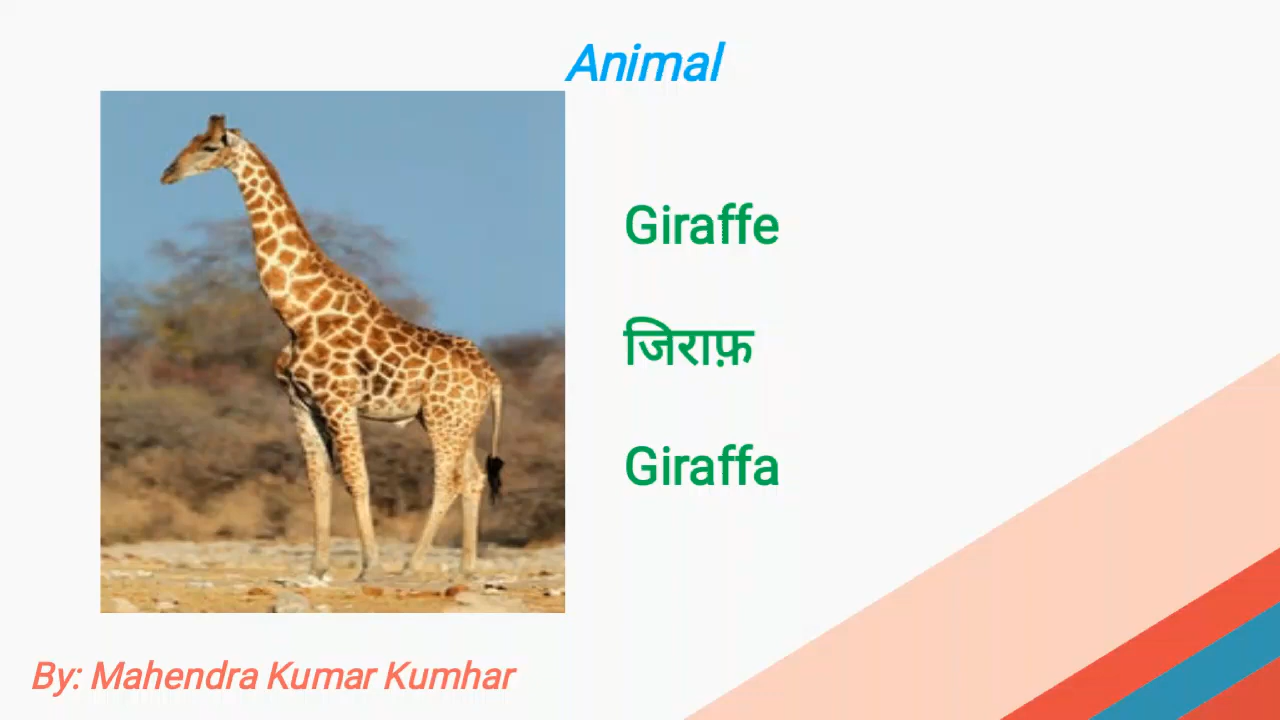 Animal
Giraffe
जिराफ़
Giraffa
By: Mahendra Kumar Kumhar